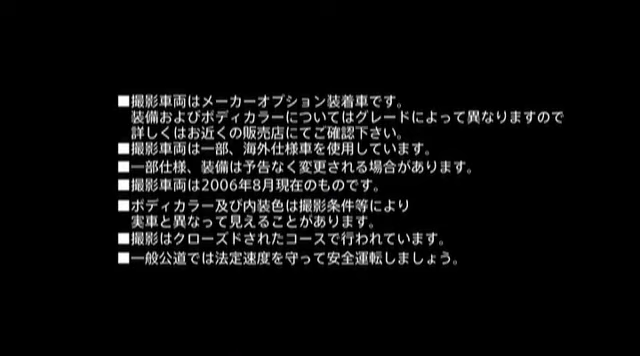 ■撮影車両はメーカーオプション装着車です。
装備およびボディカラーについてはグレードによって異なりますので
詳しくはお近くの販売店にてご確認下さい。
■撮影車両は一部、海外仕様車を使用しています。
■一部仕様、装備は予告なく変更される場合があります。
■撮影車両は2006年8月現在のものです。
■ボディカラー及び内装色は撮影条件等により
実車と異なって見えることがあります。
■撮影はクローズドされたコースで行われています。
■一般公道では法定速度を守って安全運転しましょう。